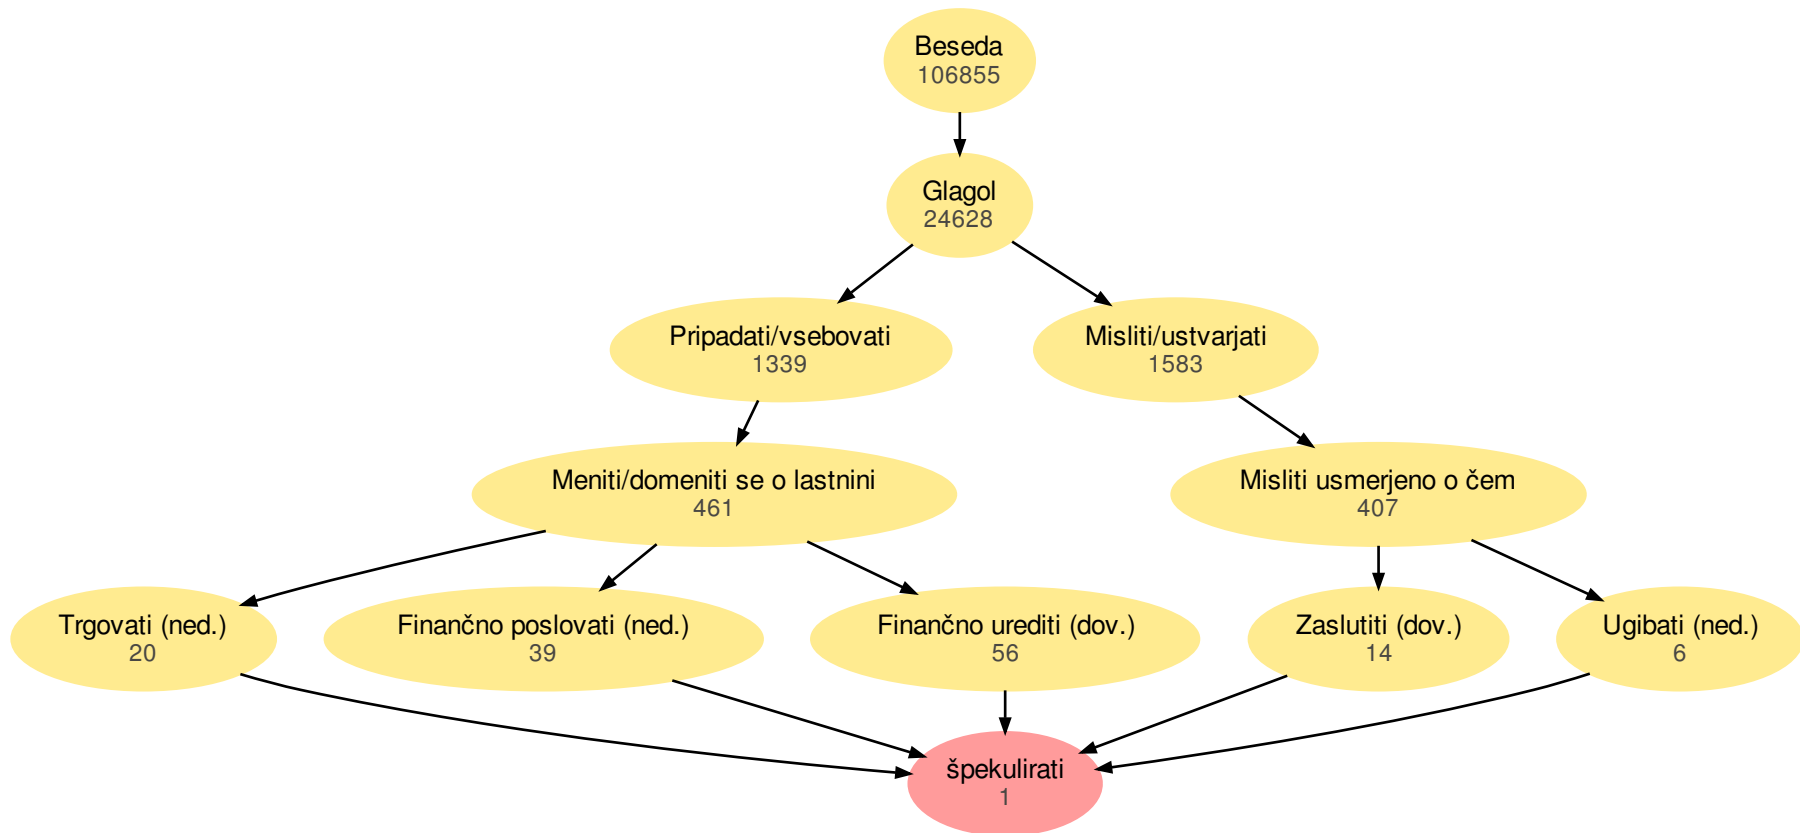 Beseda
106855
Glagol
24628
Pripadati/vsebovati
1339
Misliti/ustvarjati
1583
Meniti/domeniti se o lastnini
461
Misliti usmerjeno o čem
407
Trgovati (ned.)
20
Finančno poslovati (ned.)
39
Finančno urediti (dov.)
56
Zaslutiti (dov.)
14
Ugibati (ned.)
6
špekulirati
1